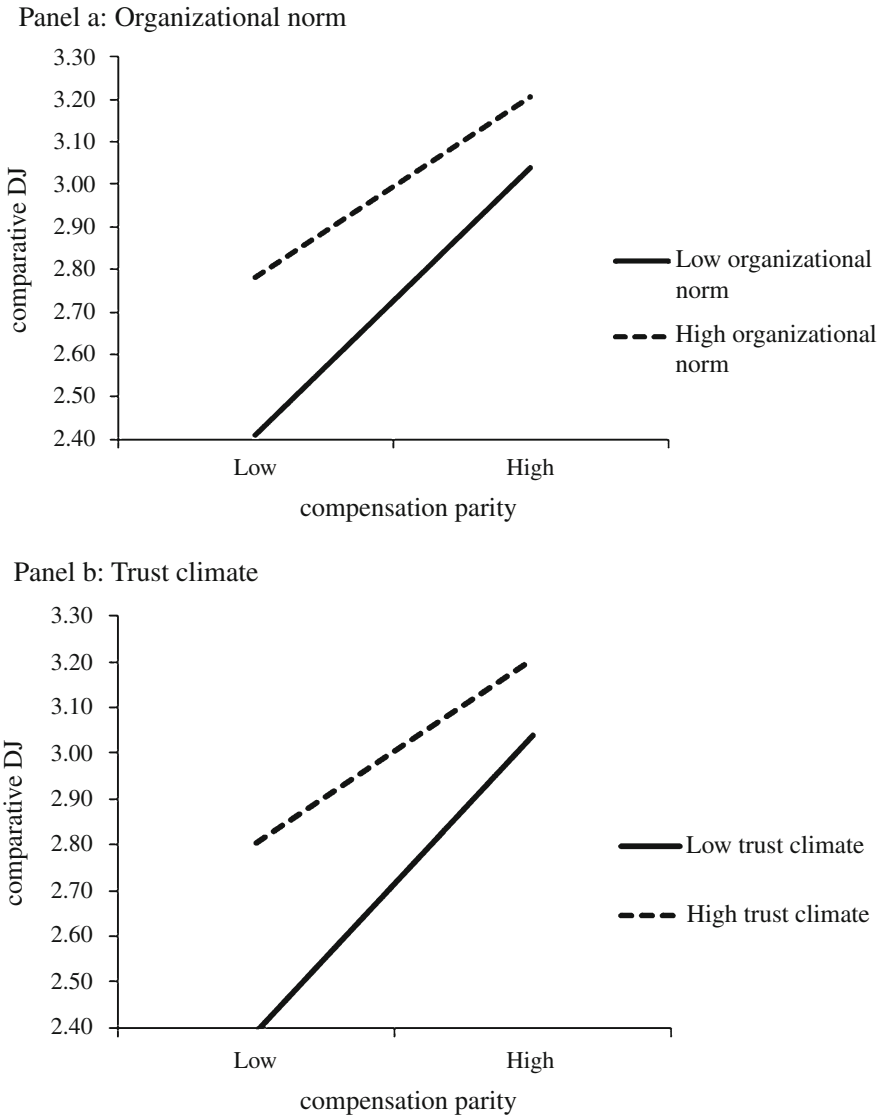 Panel a: Organizational norm
3.30
3.20
3.10
3.00
2.90
2.80
2.70
2.60
2.50
2.40
comparative DJ
Low
High
compensation parity
Low organizational
norm
High organizational
norm
Panel b: Trust climate
3.30
3.20
3.10
3.00
2.90
2.80
2.70
2.60
2.50
2.40
comparative DJ
Low
High
compensation parity
Low trust climate
High trust climate